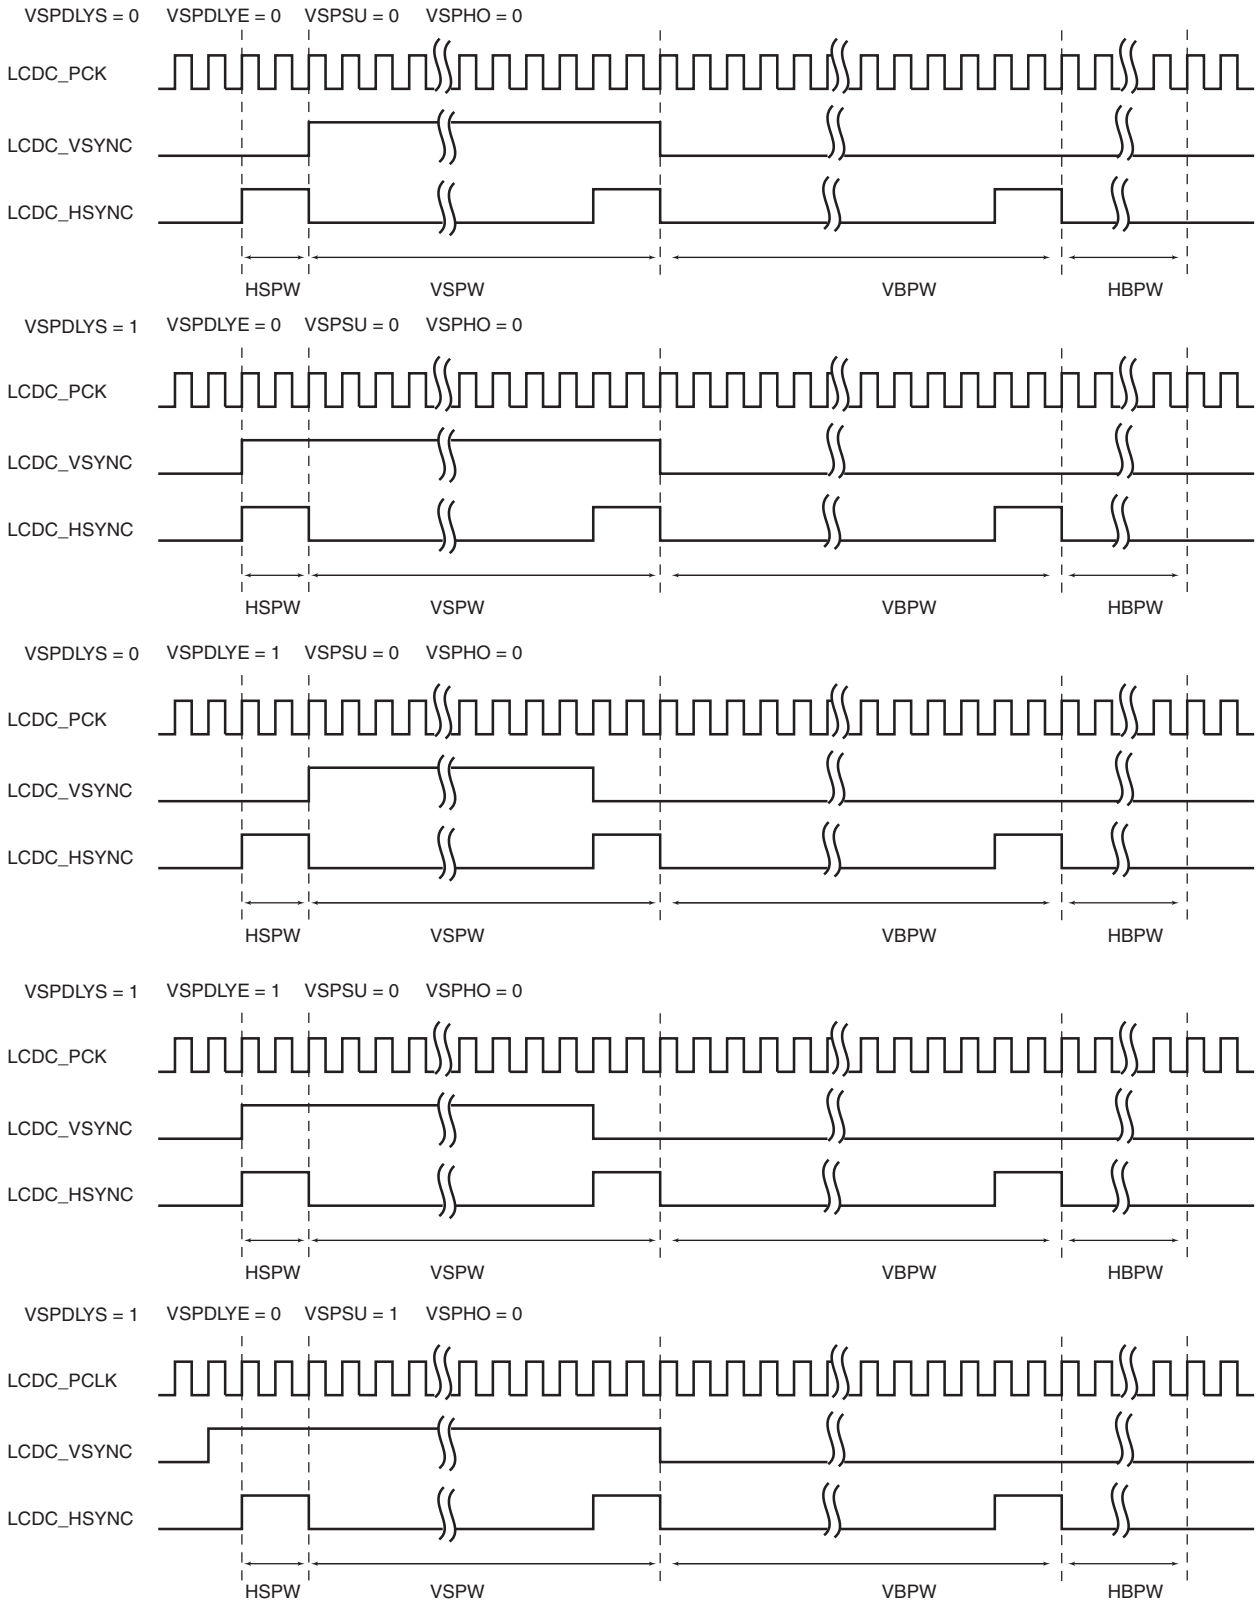 VSPDLYS = 0 VSPDLYE = 0 VSPSU = 0 VSPHO = 0
LCDC_PCK
LCDC_VSYNC
LCDC_HSYNC
HSPW VSPW VBPW HBPW
VSPDLYS = 1 VSPDLYE = 0 VSPSU = 0 VSPHO = 0
LCDC_PCK
LCDC_VSYNC
LCDC_HSYNC
HSPW VSPW VBPW HBPW
VSPDLYS = 0 VSPDLYE = 1 VSPSU = 0 VSPHO = 0
LCDC_PCK
LCDC_VSYNC
LCDC_HSYNC
HSPW VSPW VBPW HBPW
VSPDLYS = 1 VSPDLYE = 1 VSPSU = 0 VSPHO = 0
LCDC_PCK
LCDC_VSYNC
LCDC_HSYNC
HSPW VSPW VBPW HBPW
VSPDLYS = 1 VSPDLYE = 0 VSPSU = 1 VSPHO = 0
LCDC_PCLK
LCDC_VSYNC
LCDC_HSYNC
HSPW VSPW VBPW HBPW